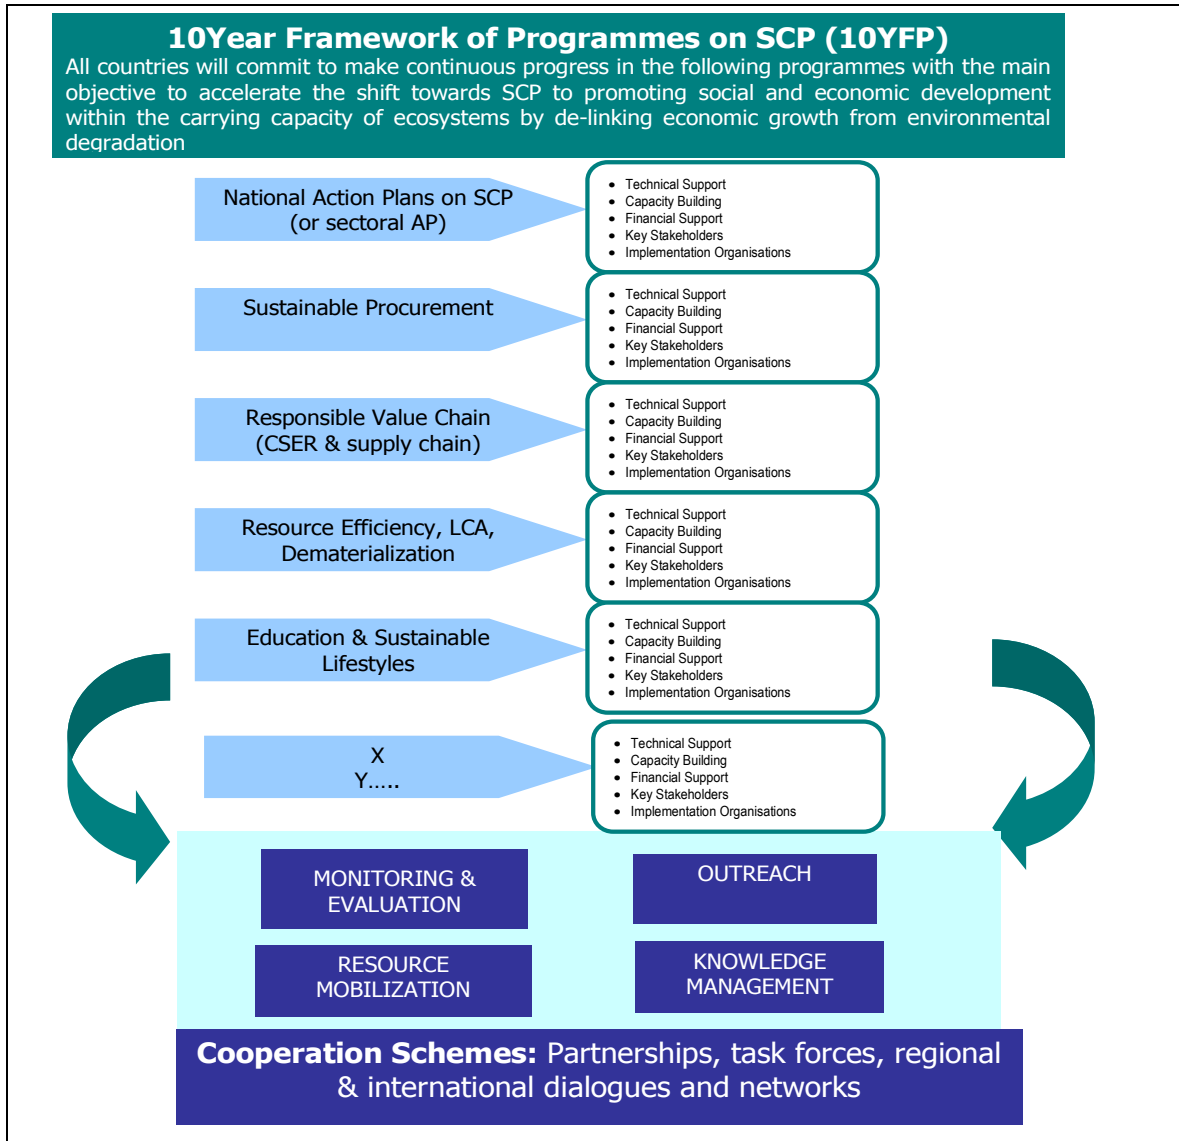 10Year Framework of Programmes on SCP (10YFP)
All countries will commit to make continuous progress in the following programmes with the main
objective to accelerate the shift towards SCP to promoting social and economic development
within the carrying capacity of ecosystems by de-linking economic growth from environmental
degradation
National Action Plans on SCP
(or sectoral AP)
• Technical Support
• Capacity Building
• Financial Support
• Key Stakeholders
• Implementation Organisations
Sustainable Procurement
• Technical Support
• Capacity Building
• Financial Support
• Key Stakeholders
• Implementation Organisations
Responsible Value Chain
(CSER & supply chain)
• Technical Support
• Capacity Building
• Financial Support
• Key Stakeholders
• Implementation Organisations
Resource Efficiency, LCA,
Dematerialization
• Technical Support
• Capacity Building
• Financial Support
• Key Stakeholders
• Implementation Organisations
Education & Sustainable
Lifestyles
• Technical Support
• Capacity Building
• Financial Support
• Key Stakeholders
• Implementation Organisations
X
Y.....
• Technical Support
• Capacity Building
• Financial Support
• Key Stakeholders
• Implementation Organisations
MONITORING &
EVALUATION
OUTREACH
RESOURCE
MOBILIZATION
KNOWLEDGE
MANAGEMENT
Cooperation Schemes: Partnerships, task forces, regional
& international dialogues and networks